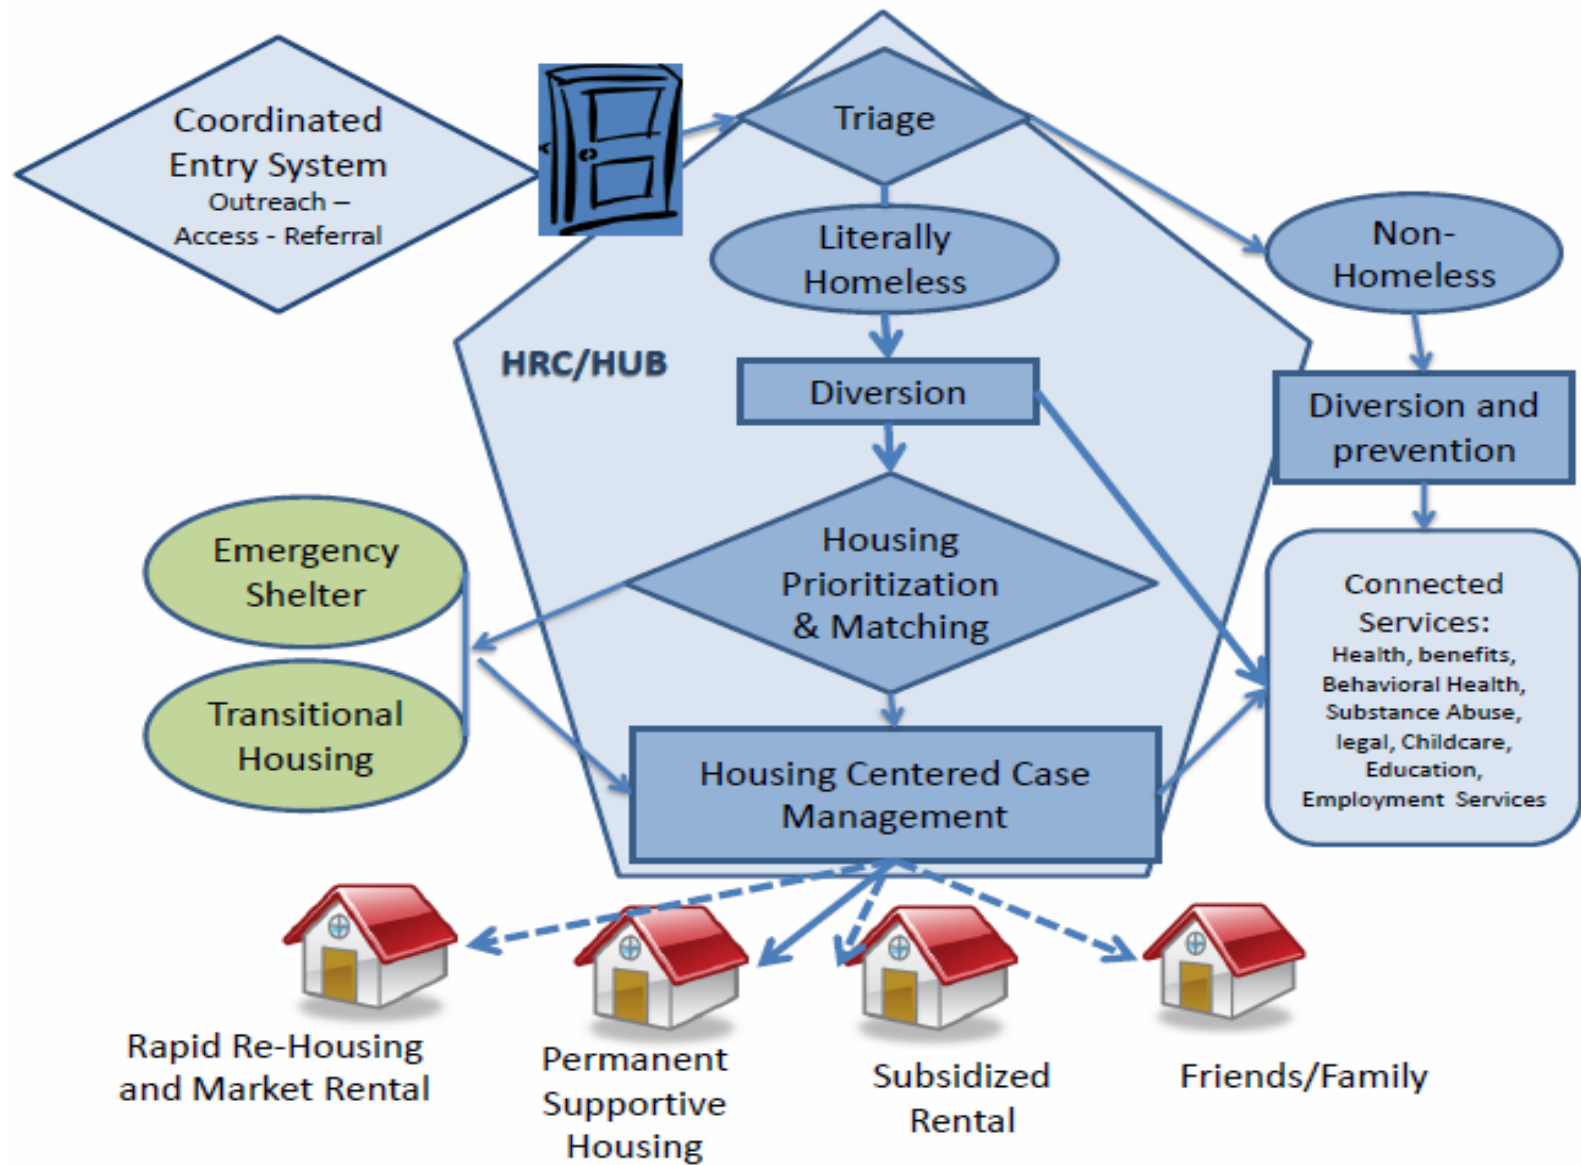 Coordinated
Entry System
Outreach –
Access - Referral
Triage
Literally
Homeless
Non-
Homeless
HRC/HUB
Diversion
Diversion and
prevention
Housing
Prioritization
& Matching
Emergency
Shelter
Transitional
Housing
Connected
Services:
Health, benefits,
Behavioral Health,
Substance Abuse,
legal, Childcare,
Education,
Employment Services
Housing Centered Case
Management
Rapid Re-Housing
and Market Rental
Permanent
Supportive
Housing
Subsidized
Rental
Friends/Family